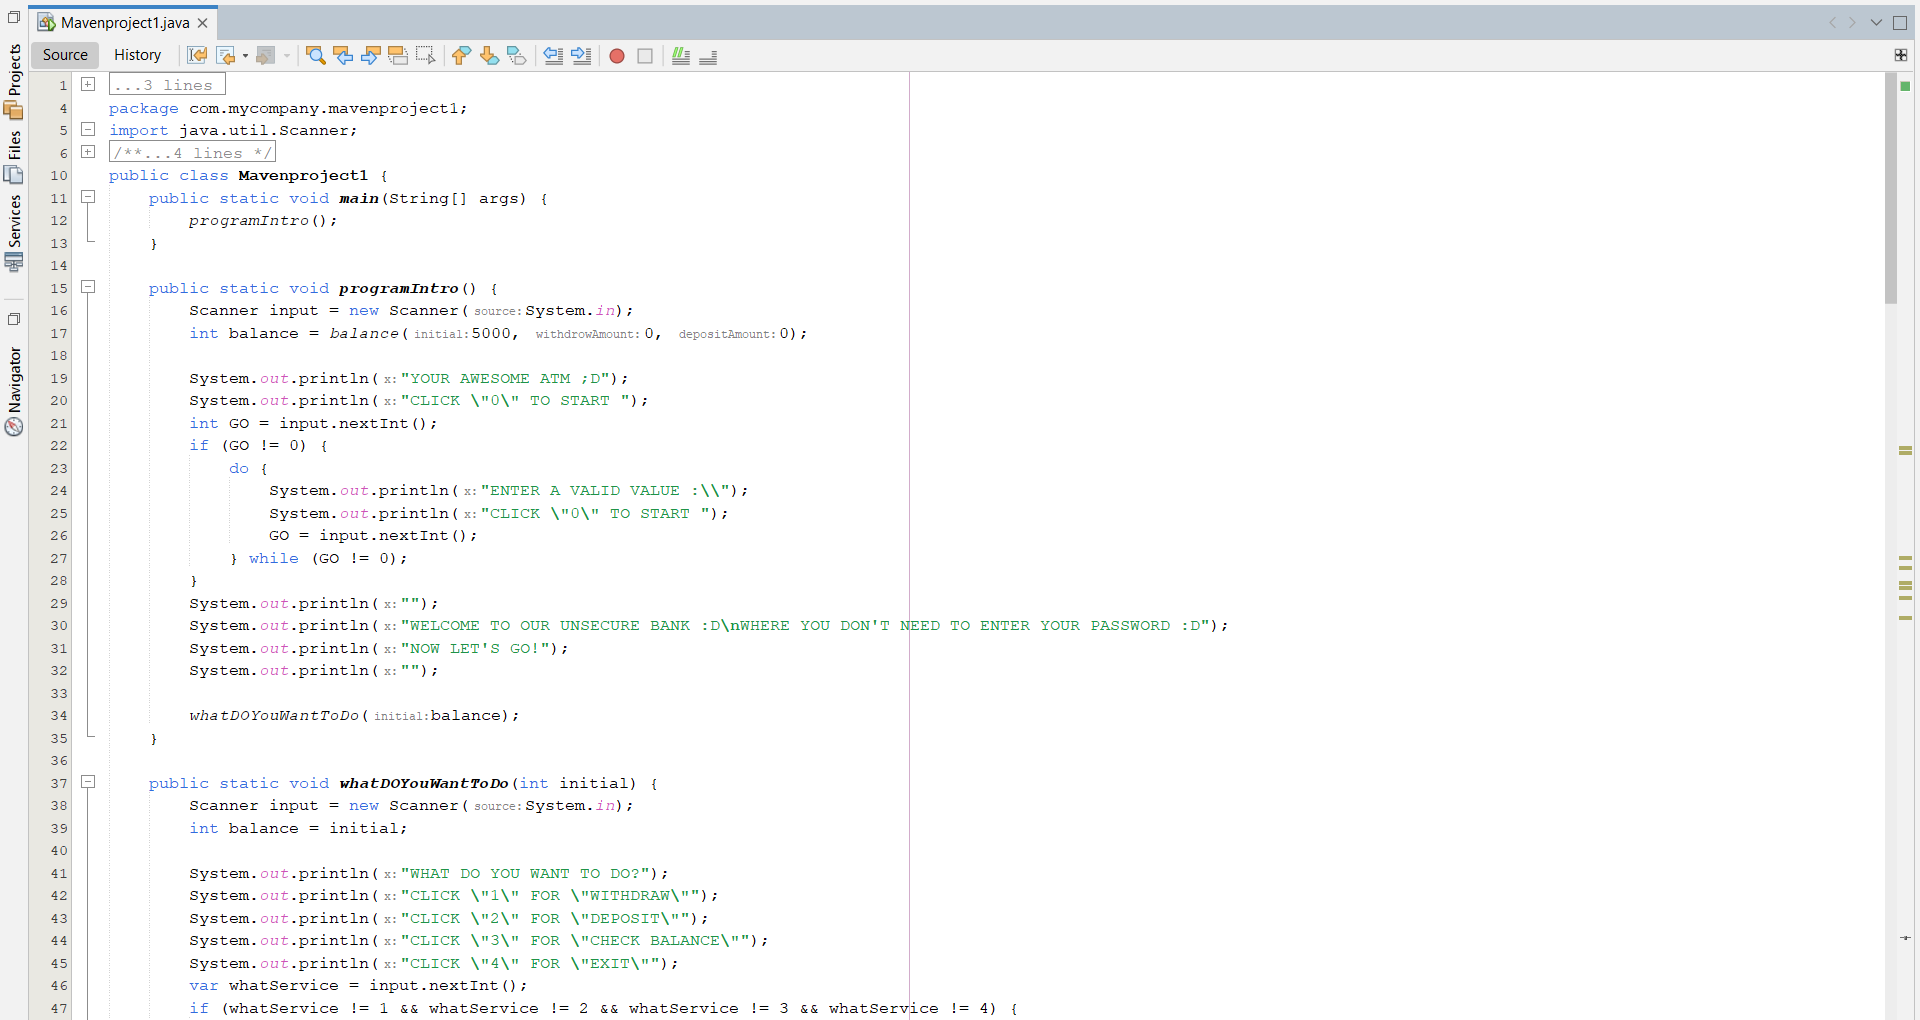 Mavenproject1.java
Source History
Projects
Files
Services
Navigator
1 ...3 lines
4 package com.mycompany.mavenproject1;
5 import java.util.Scanner;
6 /**...4 lines */
10 public class Mavenproject1 {
11 public static void main(String[] args) {
12 programIntro();
13 }
14
15 public static void programIntro() {
16 Scanner input = new Scanner(source:System.in);
17 int balance = balance(initial:5000, withdrowAmount:0, depositAmount:0);
18
19 System.out.println(x:"YOUR AWESOME ATM ;D");
20 System.out.println(x:"CLICK \"0\" TO START ");
21 int GO = input.nextInt();
22 if (GO != 0) {
23 do {
24 System.out.println(x:"ENTER A VALID VALUE :\\");
25 System.out.println(x:"CLICK \"0\" TO START ");
26 GO = input.nextInt();
27 } while (GO != 0);
28 }
29 System.out.println(x:"");
30 System.out.println(x:"WELCOME TO OUR UNSECURE BANK :D\nWHERE YOU DON'T NEED TO ENTER YOUR PASSWORD :D");
31 System.out.println(x:"NOW LET'S GO!");
32 System.out.println(x:"");
33
34 whatDOYouWantToDo(initial:balance);
35 }
36
37 public static void whatDOYouWantToDo(int initial) {
38 Scanner input = new Scanner(source:System.in);
39 int balance = initial;
40
41 System.out.println(x:"WHAT DO YOU WANT TO DO?");
42 System.out.println(x:"CLICK \"1\" FOR \"WITHDRAW\"");
43 System.out.println(x:"CLICK \"2\" FOR \"DEPOSIT\"");
44 System.out.println(x:"CLICK \"3\" FOR \"CHECK BALANCE\"");
45 System.out.println(x:"CLICK \"4\" FOR \"EXIT\"");
46 var whatService = input.nextInt();
47 if (whatService != 1 && whatService != 2 && whatService != 3 && whatService != 4) {